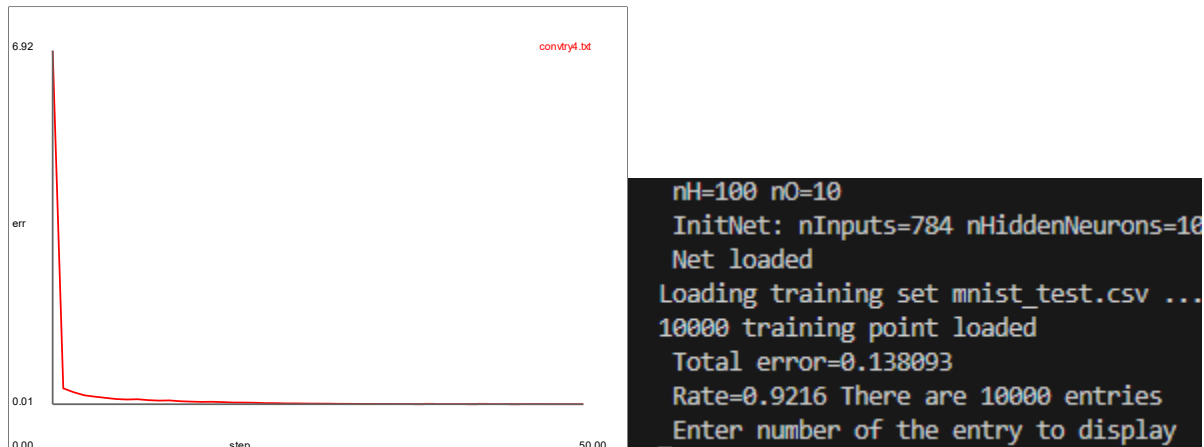 6.92
convtry4.txt
err
0.01
0.00
step
50.00
nH=100 nO=10
InitNet: nInputs=784 nHiddenNeurons=10
Net loaded
Loading training set mnist_test.csv ...
10000 training point loaded
Total error=0.138093
Rate=0.9216 There are 10000 entries
Enter number of the entry to display